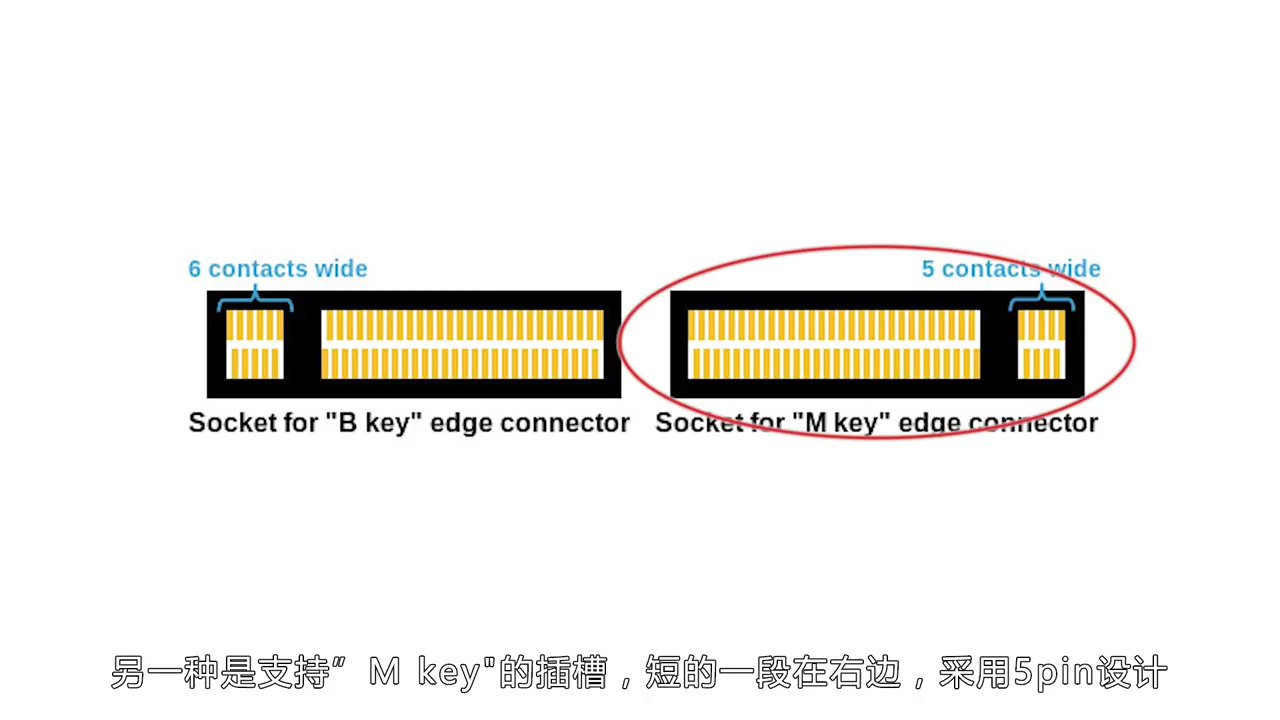 6 contacts wide
5 contacts wide
Socket for "B key" edge connector
Socket for "M key" edge connector
另一种是支持”M key"的插槽，短的一段在右边，采用5pin设计